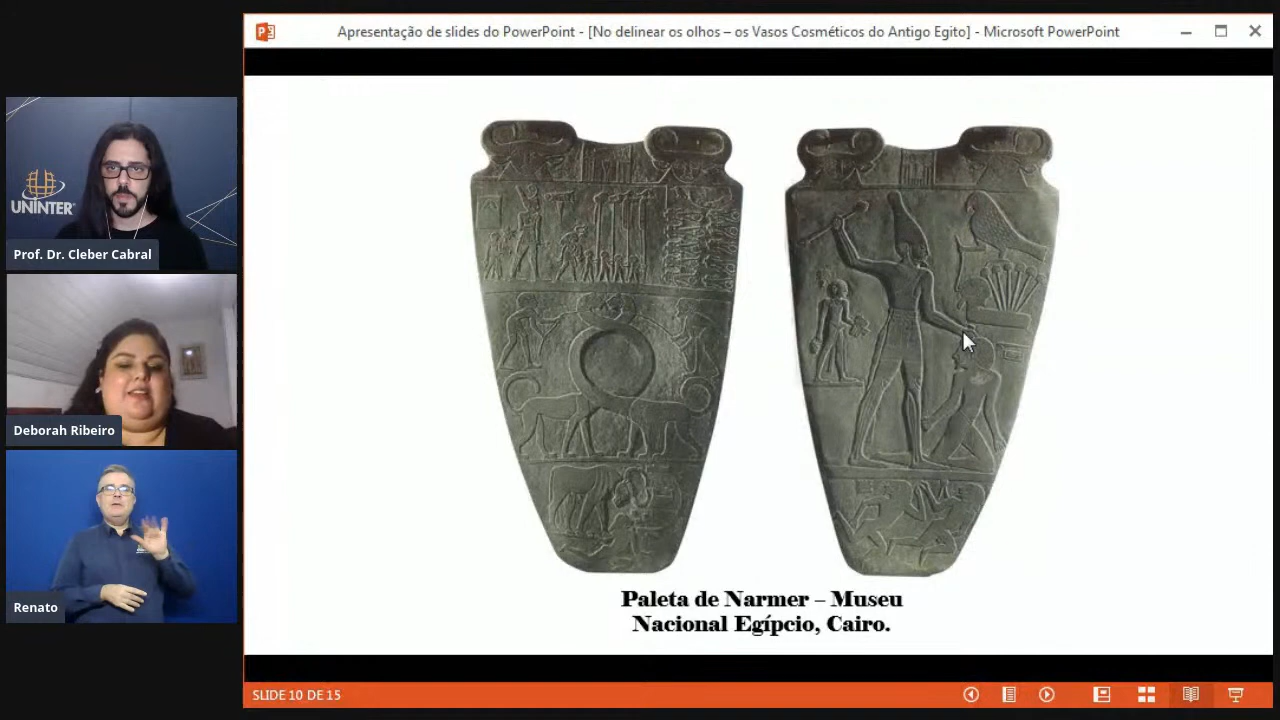 Apresentação de slides do PowerPoint - [No delinear os olhos – os Vasos Cosméticos do Antigo Egito] - Microsoft PowerPoint
UNINTER
Prof. Dr. Cleber Cabral
Deborah Ribeiro
Renato
Paleta de Narmer – Museu
Nacional Egípcio, Cairo.
SLIDE 10 DE 15